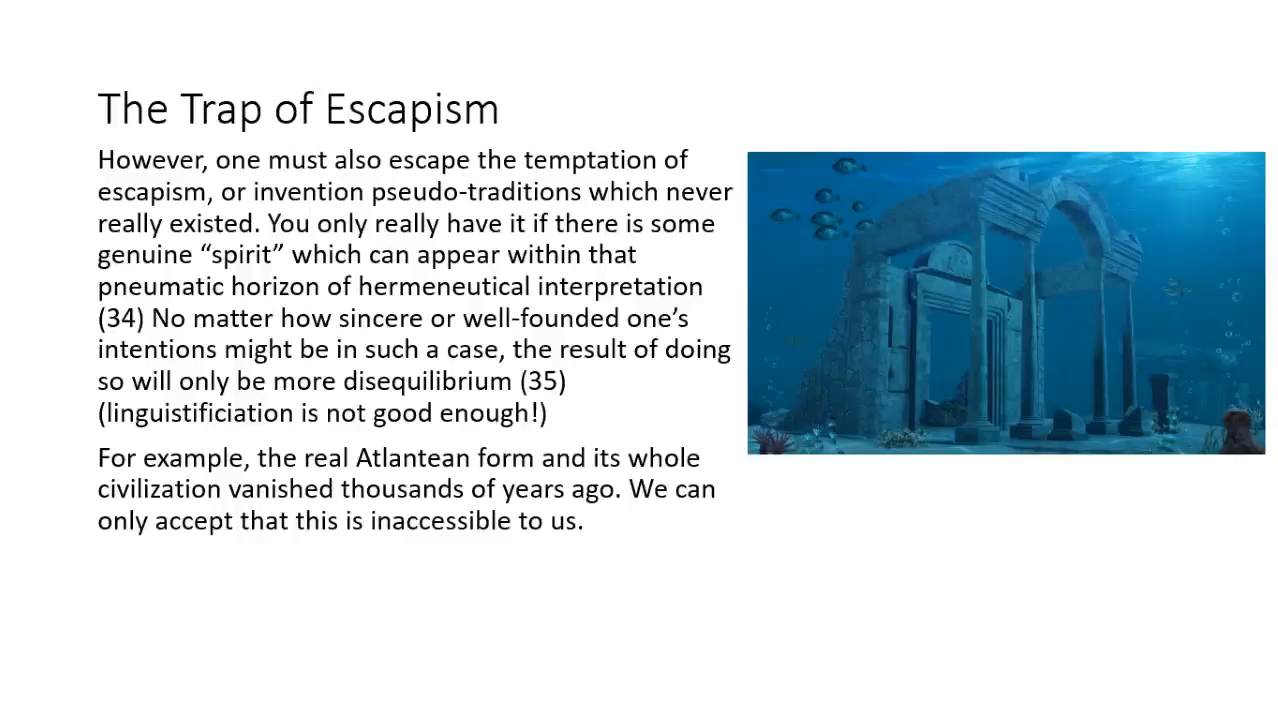 The Trap of Escapism
However, one must also escape the temptation of
escapism, or invention pseudo-traditions which never
really existed. You only really have it if there is some
genuine “spirit” which can appear within that
pneumatic horizon of hermeneutical interpretation
(34) No matter how sincere or well-founded one’s
intentions might be in such a case, the result of doing
so will only be more disequilibrium (35)
(linguistificiation is not good enough!)
For example, the real Atlantean form and its whole
civilization vanished thousands of years ago. We can
only accept that this is inaccessible to us.